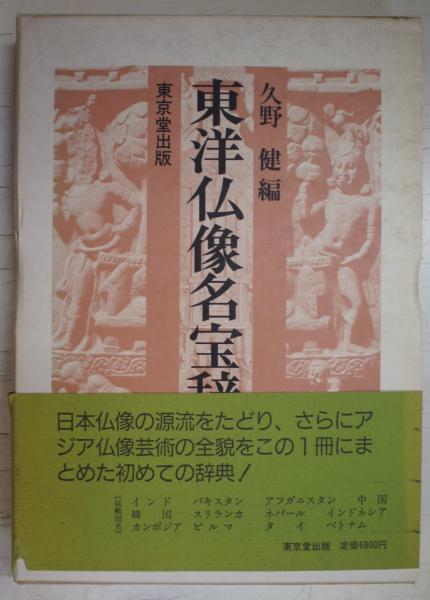 久野 健 編
東洋仏像名宝辞
東京堂出版
日本仏像の源流をたどり、さらにア
ジア仏像芸術の全貌をこの1冊にま
とめた初めての辞典!
[収載国名]
インド パキスタン アフガニスタン 中国
韓国 スリランカ ネパール インドネシア
カンボジア ビルマ タイ ベトナム
東京堂出版 定価6800円